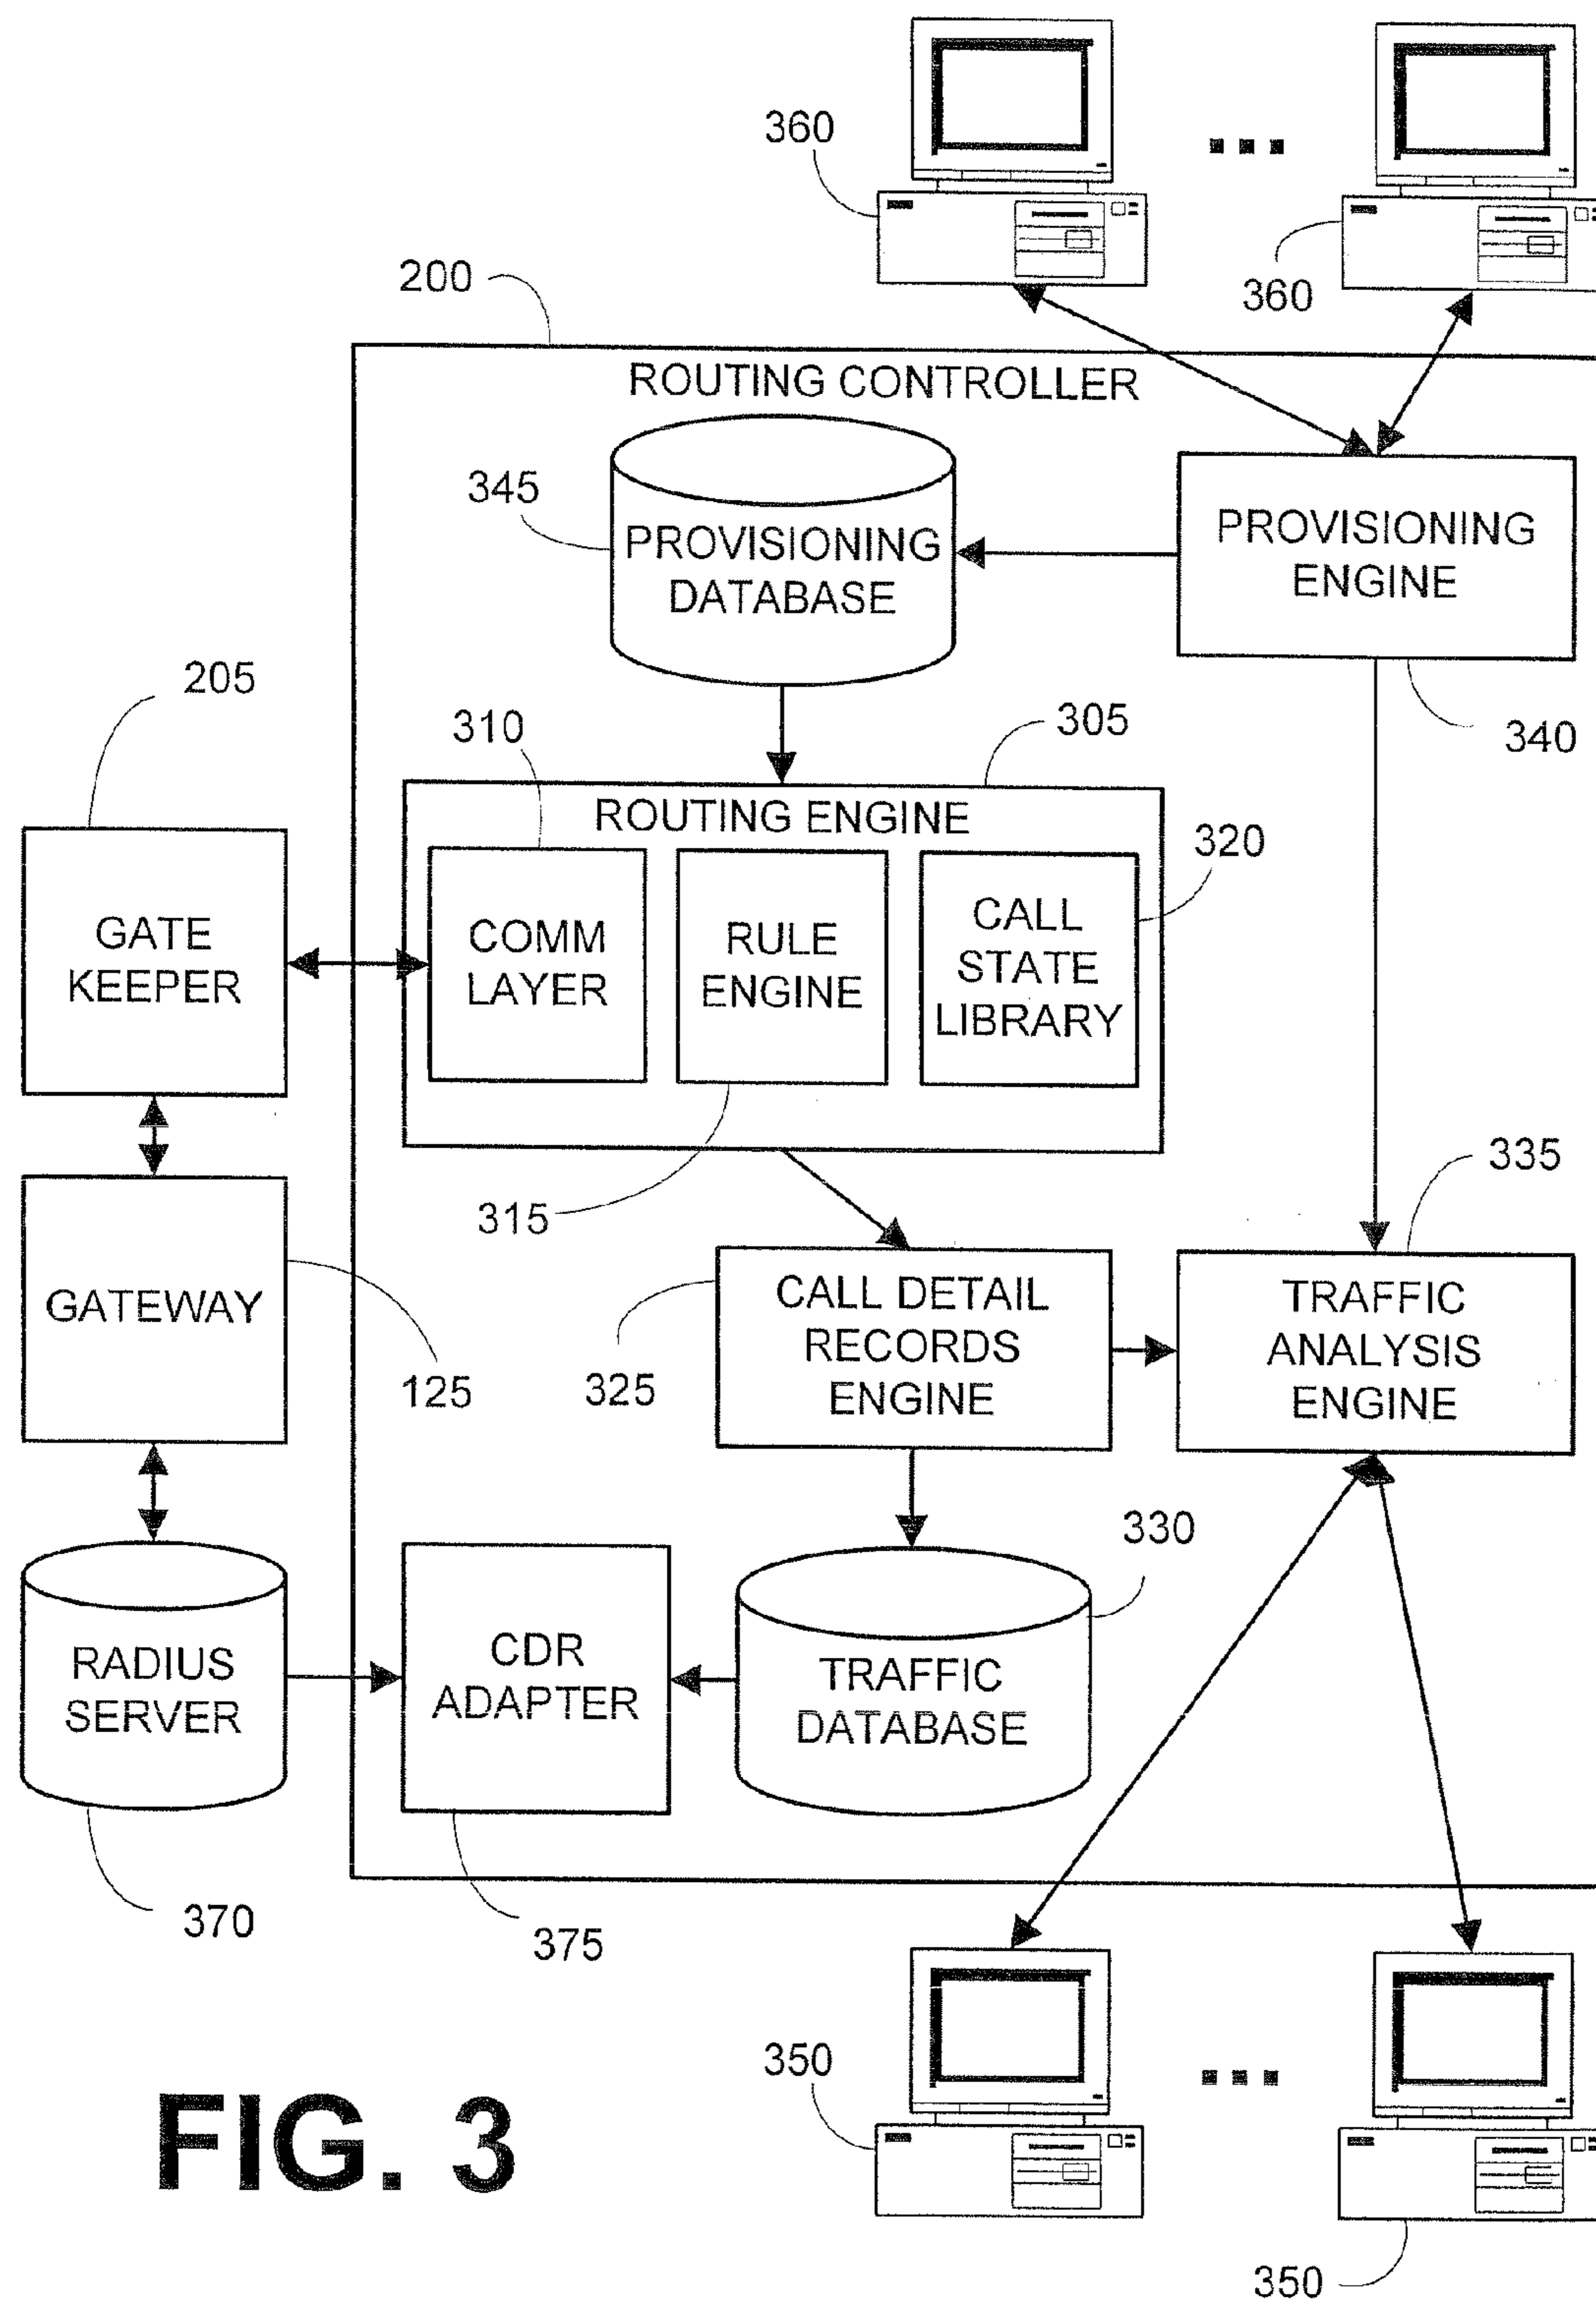 360
360
200
ROUTING CONTROLLER
345
PROVISIONING
DATABASE
PROVISIONING
ENGINE
205
310
305
340
ROUTING ENGINE
320
GATE
KEEPER
COMM
LAYER
RULE
ENGINE
CALL
STATE
LIBRARY
335
315
GATEWAY
CALL DETAIL
RECORDS
ENGINE
TRAFFIC
ANALYSIS
ENGINE
125
325
330
RADIUS
SERVER
CDR
ADAPTER
TRAFFIC
DATABASE
370
375
350
FIG. 3
350